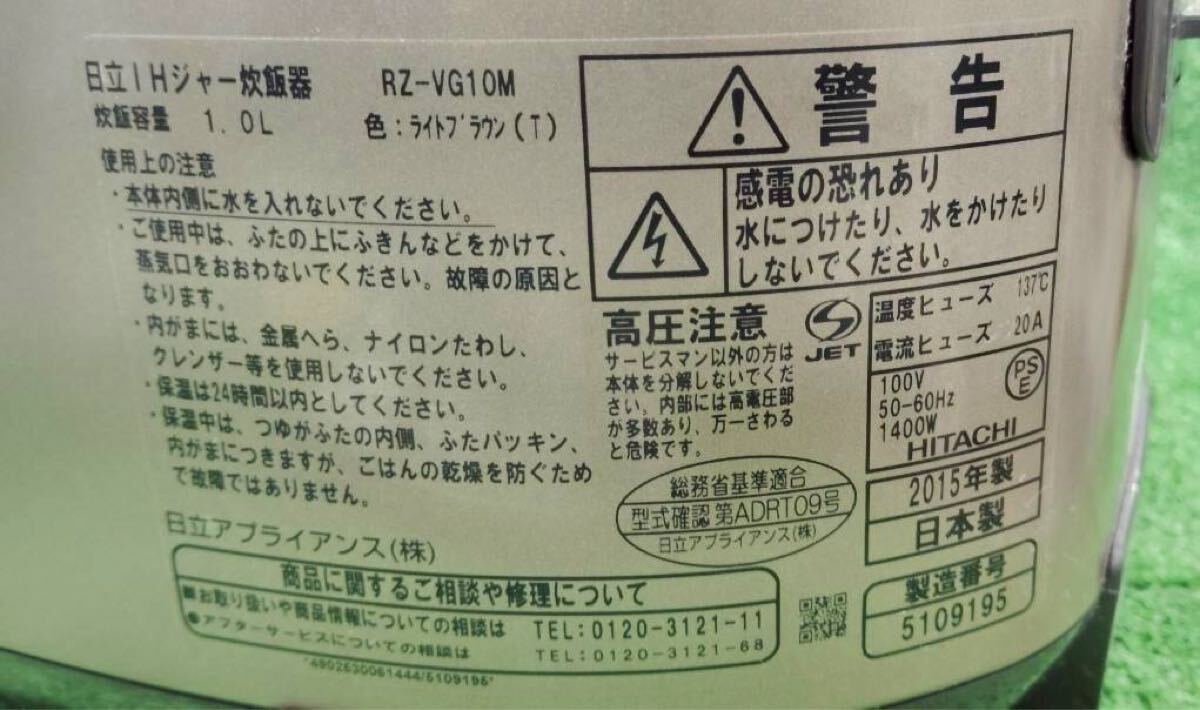 日立IHジャー炊飯器 RZ-VG10M
炊飯容量 1.0L 色:ライトブラウン(T)
使用上の注意
・本体内側に水を入れないでください。
・ご使用中は、ふたの上にふきんなどをかけて、
蒸気口をおおわないでください。故障の原因と
なります。
・内がまには、金属へら、ナイロンたわし、
クレンザー等を使用しないでください。
・保温は24時間以内としてください。
・保温中は、つゆがふたの内側、ふたパッキン、
内がまにつきますが、ごはんの乾燥を防ぐため
で故障ではありません。
日立アプライアンス(株)
警告
感電の恐れあり
水につけたり、水をかけたり
しないでください。
高圧注意
サービスマン以外の方は
本体を分解しないでくだ
さい。内部には高電圧部
が多数あり、万一さわる
と危険です。
JET
温度ヒューズ 137℃
電流ヒューズ 20A
100V
50-60Hz
1400W
PS
E
HITACHI
2015年製
日本製
総務省基準適合
型式確認 第ADRT09号
日立アプライアンス(株)
商品に関するご相談や修理について
■お取り扱いや商品情報についての相談は TEL:0120-3121-11
●アフターサービスについての相談は TEL:0120-3121-68
製造番号
5109195
*4902530061444/5109195*